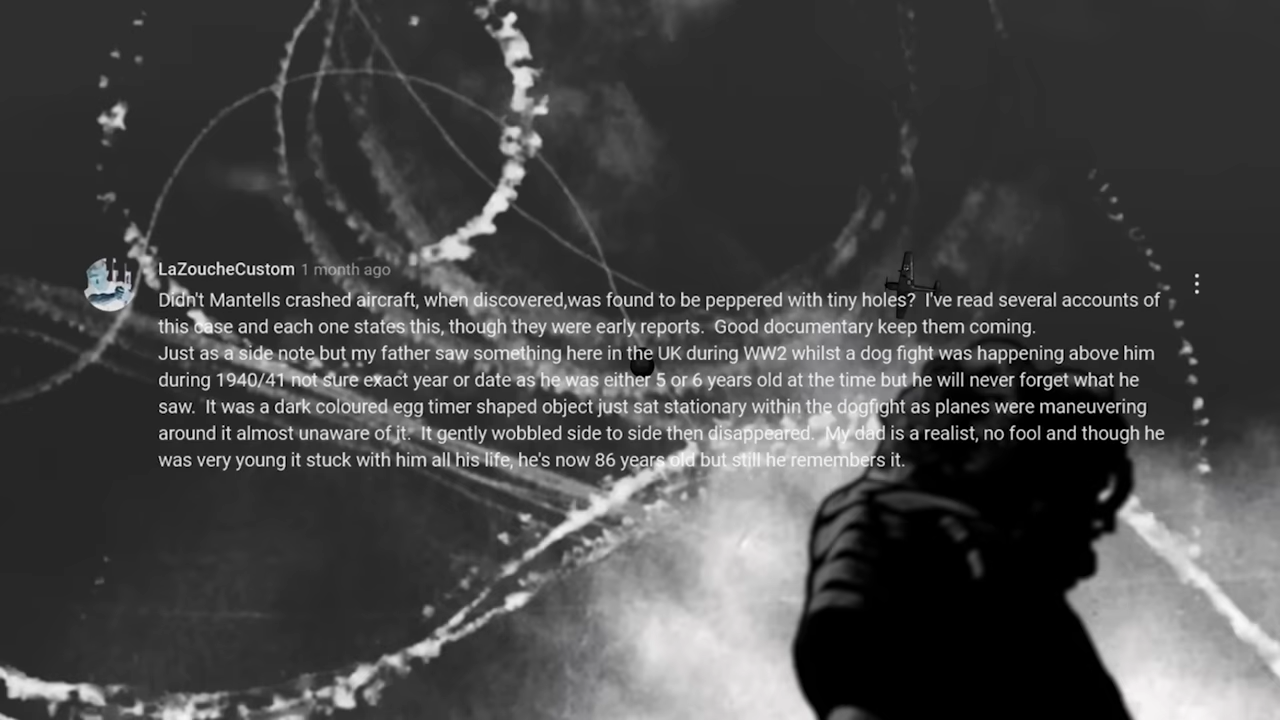 LaZoucheCustom 1 month ago
Didn't Mantells crashed aircraft, when discovered,was found to be peppered with tiny holes?  I've read several accounts of
this case and each one states this, though they were early reports.  Good documentary keep them coming.
Just as a side note but my father saw something here in the UK during WW2 whilst a dog fight was happening above him
during 1940/41 not sure exact year or date as he was either 5 or 6 years old at the time but he will never forget what he
saw.  It was a dark coloured egg timer shaped object just sat stationary within the dogfight as planes were maneuvering
around it almost unaware of it.  It gently wobbled side to side then disappeared.  My dad is a realist, no fool and though he
was very young it stuck with him all his life, he's now 86 years old but still he remembers it.